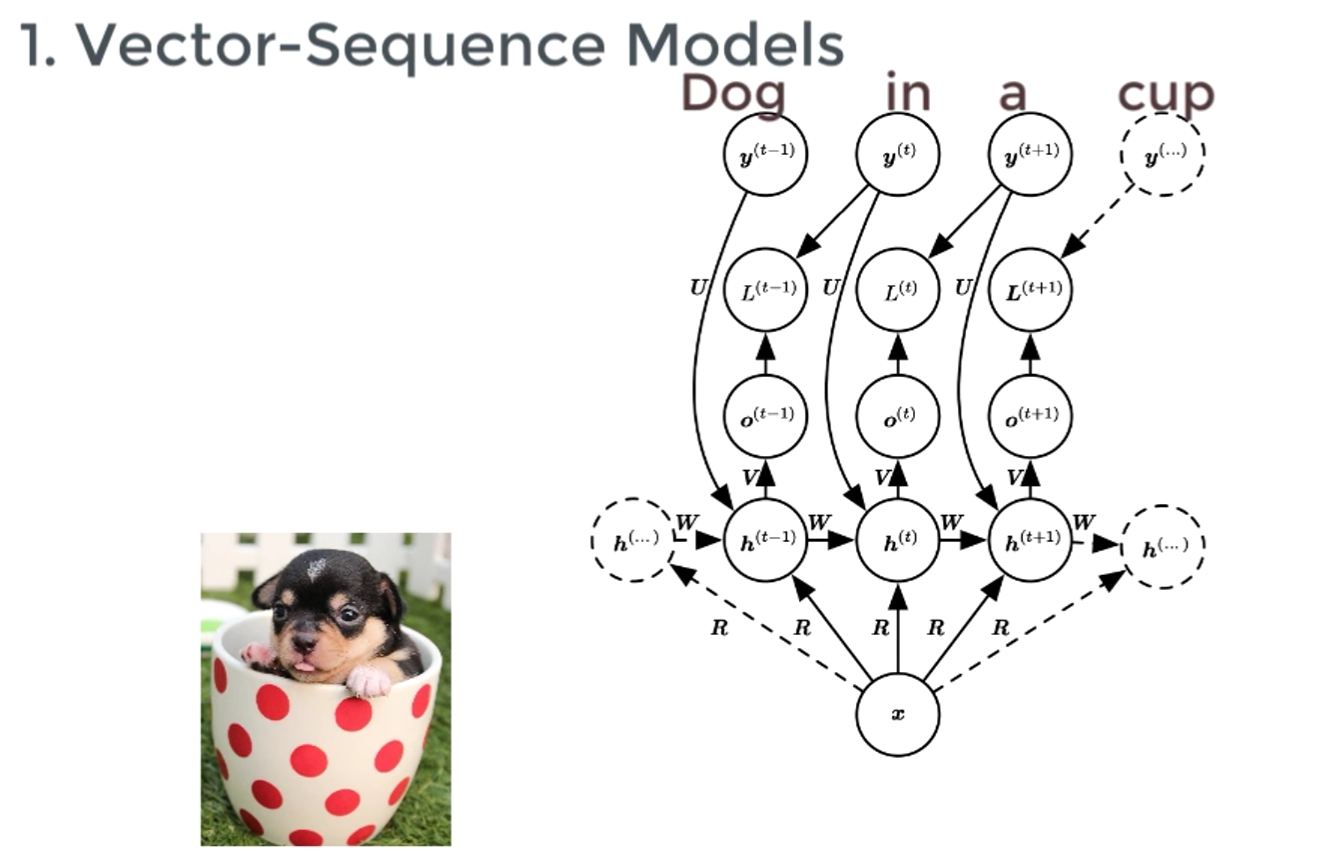 1. Vector-Sequence Models
Dog in a cup
y(t−1) y(t) y(t+1) y(...)
U L(t−1) U L(t) U L(t+1)
o(t−1) o(t) o(t+1)
V V V
W W W W
h(...) h(t−1) h(t) h(t+1) h(...)
R R R R R
x